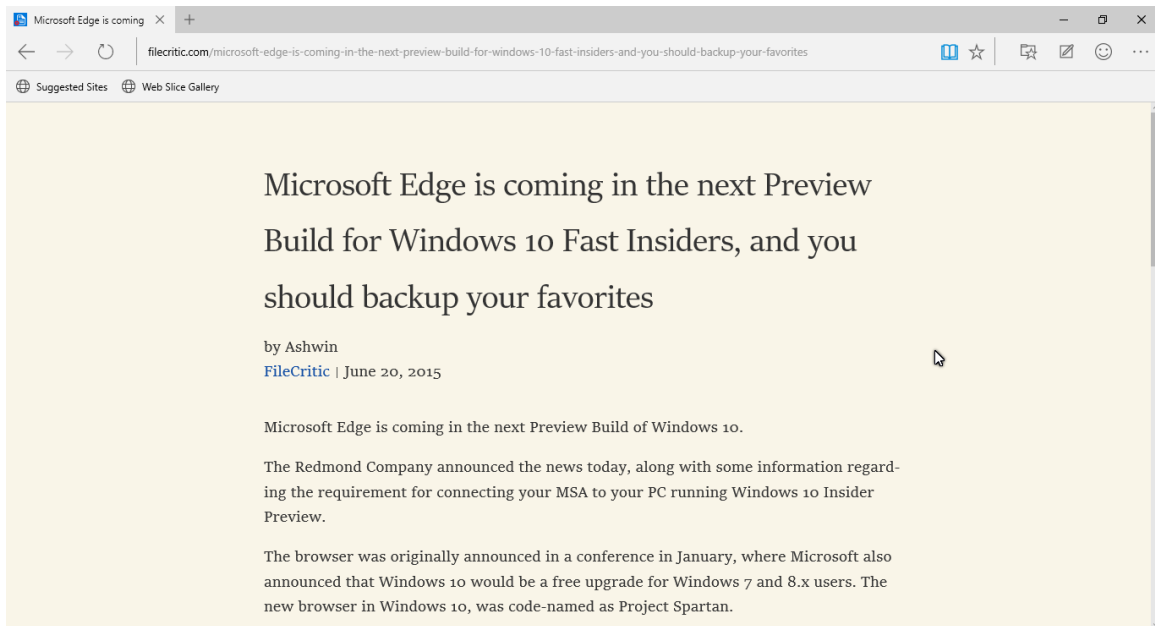 Microsoft Edge is coming
filecritic.com/microsoft-edge-is-coming-in-the-next-preview-build-for-windows-10-fast-insiders-and-you-should-backup-your-favorites
Suggested Sites Web Slice Gallery
Microsoft Edge is coming in the next Preview
Build for Windows 10 Fast Insiders, and you
should backup your favorites
by Ashwin
FileCritic | June 20, 2015
Microsoft Edge is coming in the next Preview Build of Windows 10.
The Redmond Company announced the news today, along with some information regard-
ing the requirement for connecting your MSA to your PC running Windows 10 Insider
Preview.
The browser was originally announced in a conference in January, where Microsoft also
announced that Windows 10 would be a free upgrade for Windows 7 and 8.x users. The
new browser in Windows 10, was code-named as Project Spartan.